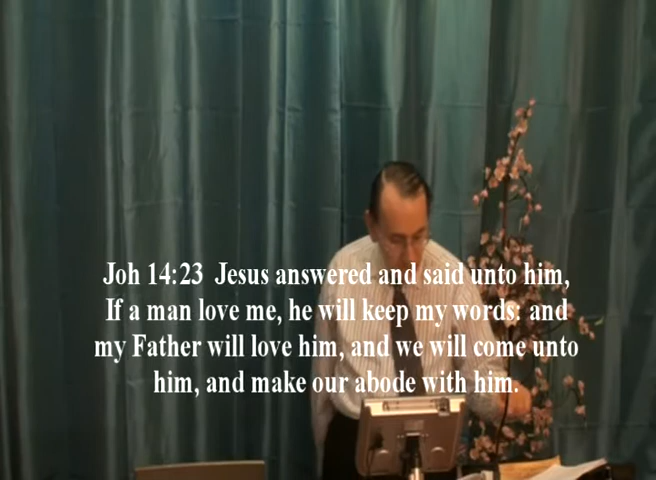 Joh 14:23  Jesus answered and said unto him,
If a man love me, he will keep my words: and
my Father will love him, and we will come unto
him, and make our abode with him.